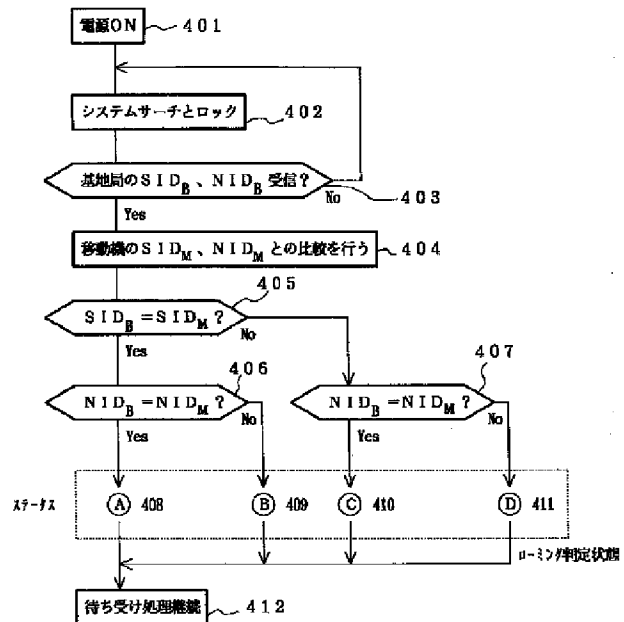 電源ON
401
システムサーチとロック
402
基地局のSID_B、NID_B受信?
No
403
Yes
移動機のSID_M、NID_Mとの比較を行う
404
405
SID_B=SID_M?
No
Yes
406
407
NID_B=NID_M?
No
NID_B=NID_M?
No
Yes
Yes
ステータス
A 408
B 409
C 410
D 411
ローミング判定状態
待ち受け処理継続
412